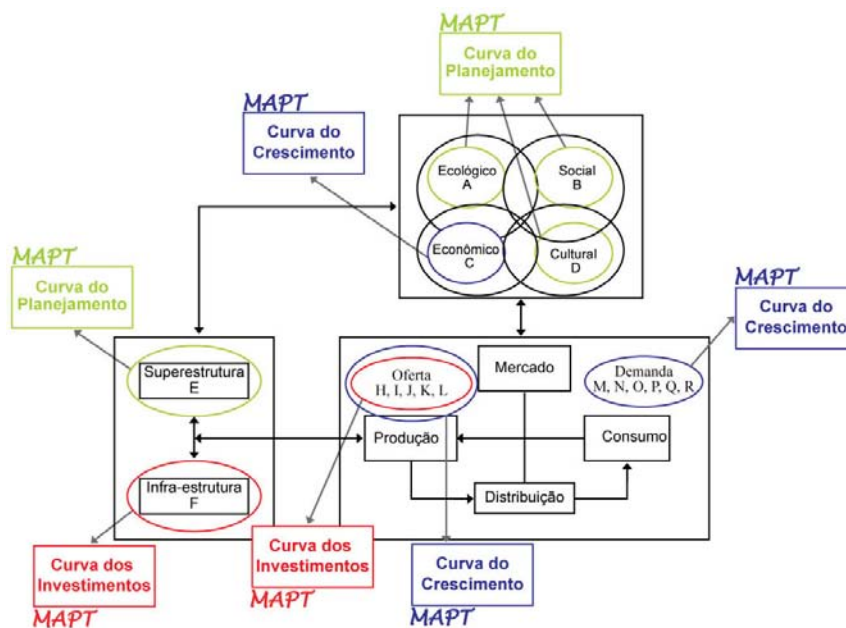 MAPT
Curva do
Planejamento
MAPT
Curva do
Crescimento
Ecológico
A
Social
B
Econômico
C
Cultural
D
MAPT
Curva do
Planejamento
MAPT
Curva do
Crescimento
Superestrutura
E
Oferta
H, I, J, K, L
Mercado
Demanda
M, N, O, P, Q, R
Produção
Consumo
Infra-estrutura
F
Distribuição
Curva dos
Investimentos
MAPT
Curva dos
Investimentos
MAPT
Curva do
Crescimento
MAPT